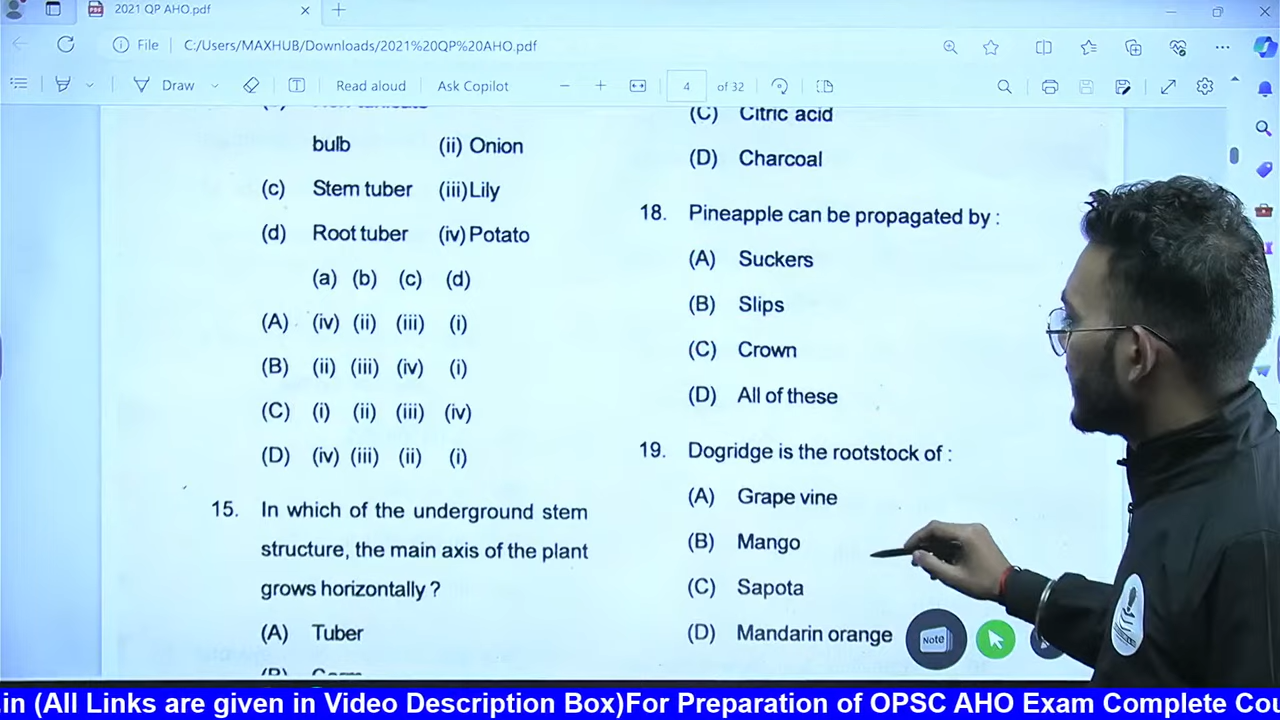 2021 QP AHO.pdf
File C:/Users/MAXHUB/Downloads/2021%20QP%20AHO.pdf
Draw Read aloud Ask Copilot 4 of 32
bulb (ii) Onion
(c) Stem tuber (iii) Lily
(d) Root tuber (iv) Potato
(a) (b) (c) (d)
(A) (iv) (ii) (iii) (i)
(B) (ii) (iii) (iv) (i)
(C) (i) (ii) (iii) (iv)
(D) (iv) (iii) (ii) (i)
15. In which of the underground stem
structure, the main axis of the plant
grows horizontally ?
(A) Tuber
(C) Citric acid
(D) Charcoal
18. Pineapple can be propagated by :
(A) Suckers
(B) Slips
(C) Crown
(D) All of these
19. Dogridge is the rootstock of :
(A) Grape vine
(B) Mango
(C) Sapota
(D) Mandarin orange
Note
.in (All Links are given in Video Description Box)For Preparation of OPSC AHO Exam Complete Cou